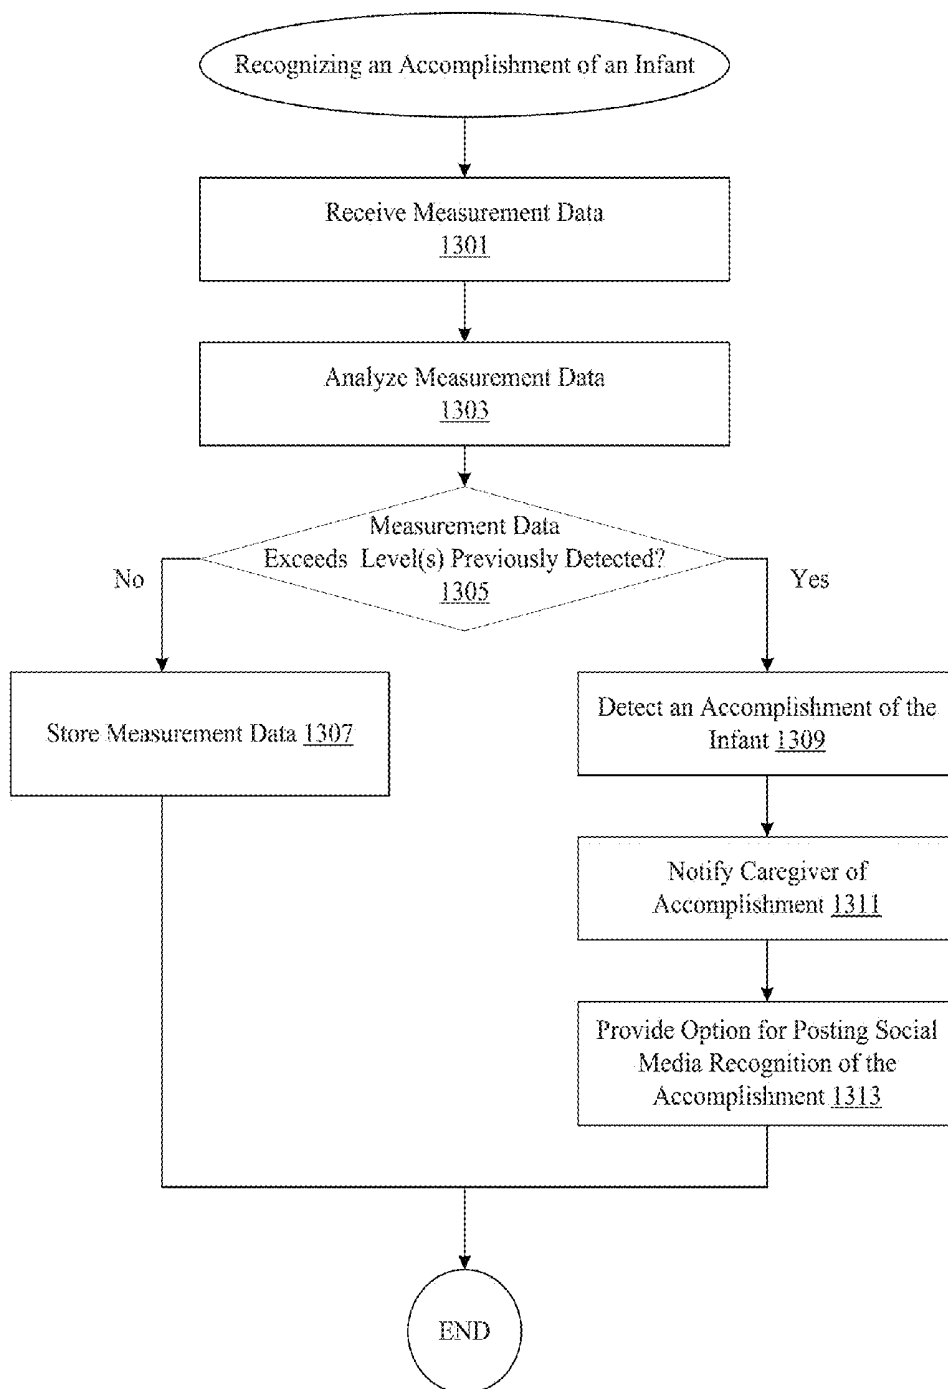 Recognizing an Accomplishment of an Infant
Receive Measurement Data
1301
Analyze Measurement Data
1303
Measurement Data
Exceeds Level(s) Previously Detected?
1305
No
Yes
Store Measurement Data 1307
Detect an Accomplishment of the
Infant 1309
Notify Caregiver of
Accomplishment 1311
Provide Option for Posting Social
Media Recognition of the
Accomplishment 1313
END